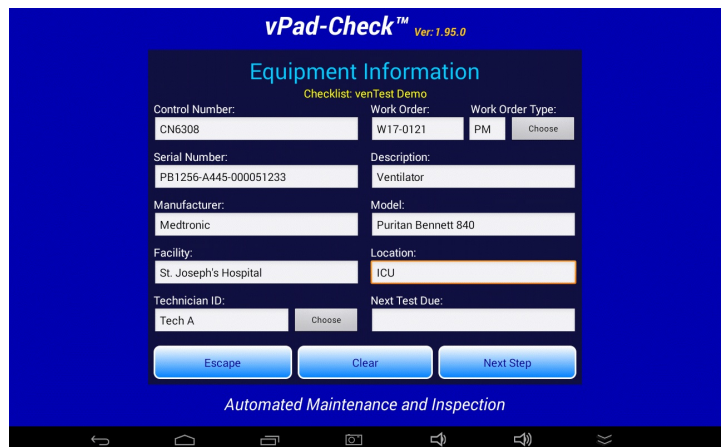 vPad-Check™ Ver: 1.95.0
Equipment Information
Checklist: venTest Demo
Control Number: Work Order: Work Order Type:
CN6308 W17-0121 PM Choose
Serial Number: Description:
PB1256-A445-000051233 Ventilator
Manufacturer: Model:
Medtronic Puritan Bennett 840
Facility: Location:
St. Joseph's Hospital ICU
Technician ID: Next Test Due:
Tech A Choose
Escape Clear Next Step
Automated Maintenance and Inspection